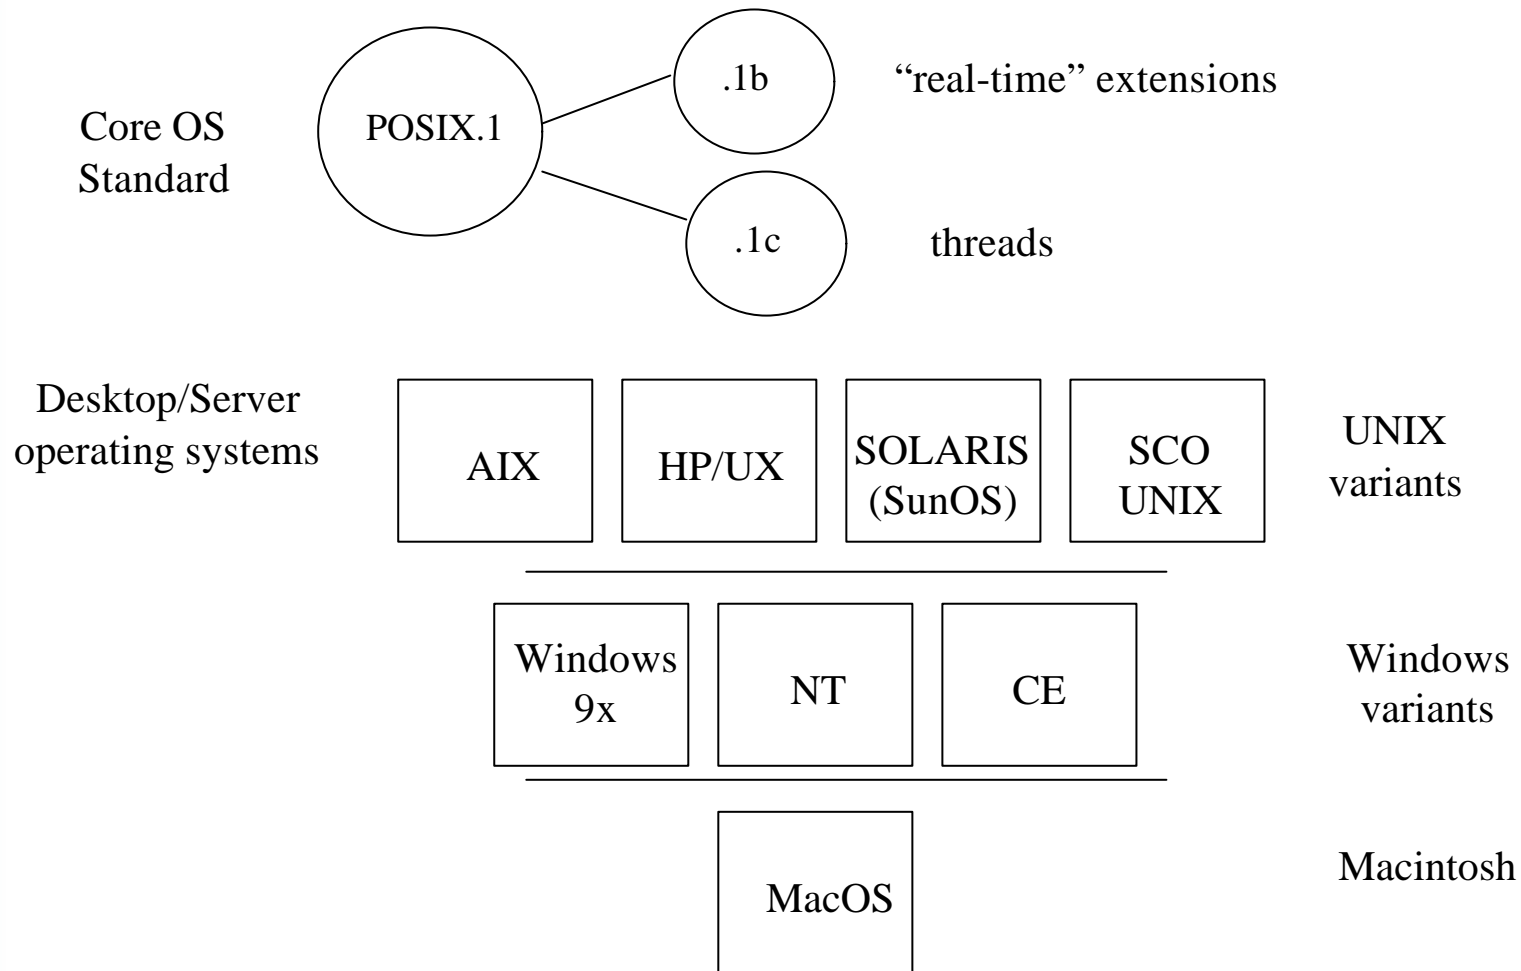 Core OS
Standard
POSIX.1
.1b
“real-time” extensions
.1c
threads
Desktop/Server
operating systems
AIX
HP/UX
SOLARIS
(SunOS)
SCO
UNIX
UNIX
variants
Windows
9x
NT
CE
Windows
variants
MacOS
Macintosh